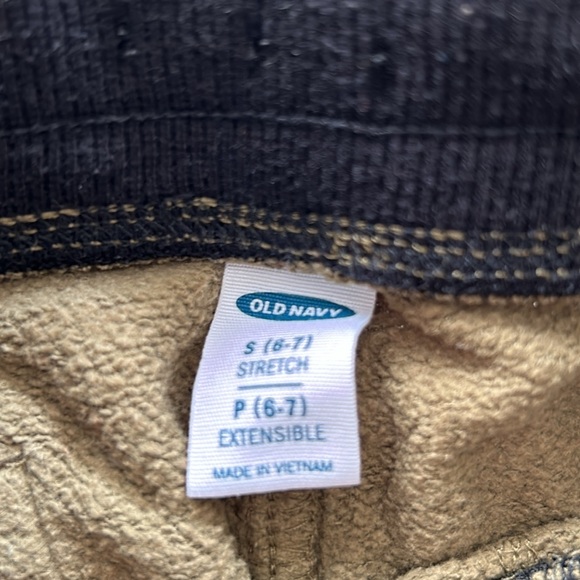 OLD NAVY
S (6-7)
STRETCH
P (6-7)
EXTENSIBLE
MADE IN VIETNAM